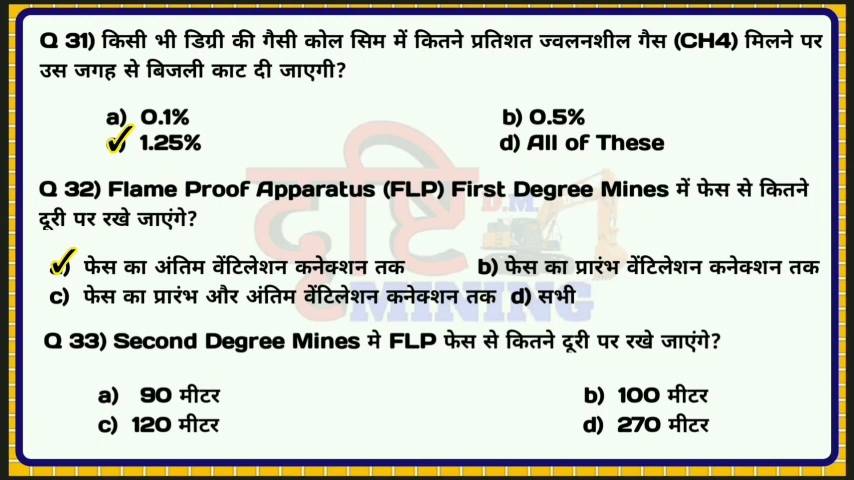 Q 31) किसी भी डिग्री की गैसी कोल सिम में कितने प्रतिशत ज्वलनशील गैस (CH4) मिलने पर
उस जगह से बिजली काट दी जाएगी?
a) 0.1% b) 0.5%
1.25% d) All of These
Q 32) Flame Proof Apparatus (FLP) First Degree Mines में फेस से कितने
दूरी पर रखे जाएंगे?
फेस का अंतिम वेंटिलेशन कनेक्शन तक b) फेस का प्रारंभ वेंटिलेशन कनेक्शन तक
c) फेस का प्रारंभ और अंतिम वेंटिलेशन कनेक्शन तक d) सभी
Q 33) Second Degree Mines मे FLP फेस से कितने दूरी पर रखे जाएंगे?
a) 90 मीटर b) 100 मीटर
c) 120 मीटर d) 270 मीटर
दृष्टि
D.M.
MINING